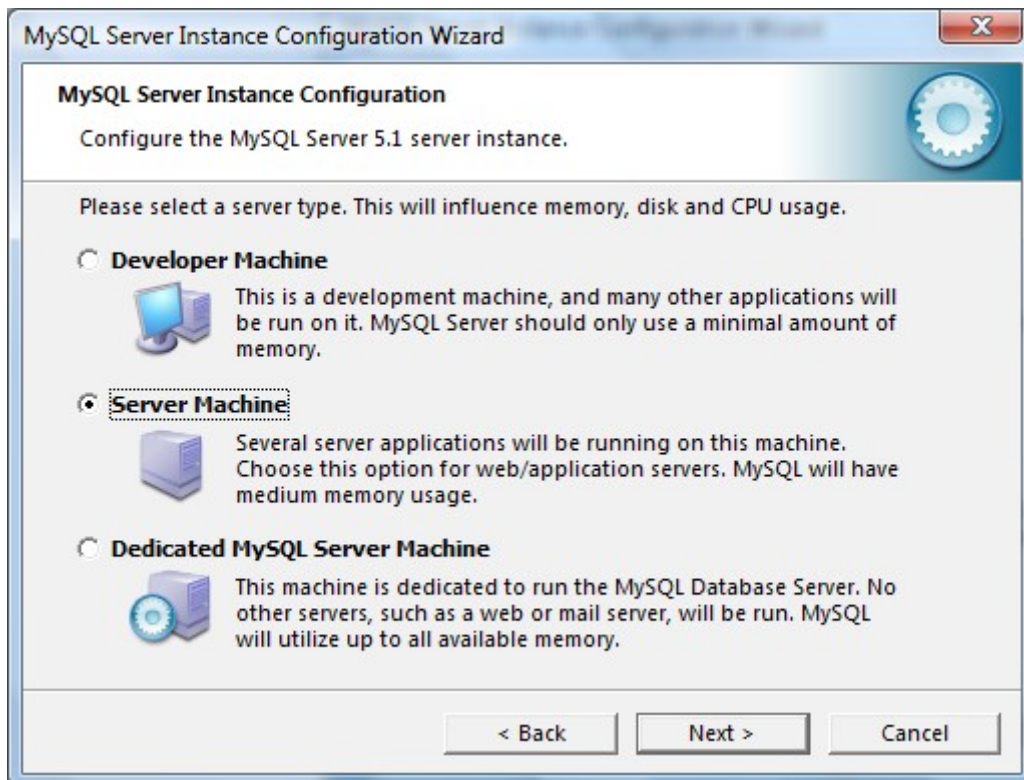 MySQL Server Instance Configuration Wizard
MySQL Server Instance Configuration
Configure the MySQL Server 5.1 server instance.
Please select a server type. This will influence memory, disk and CPU usage.
Developer Machine
This is a development machine, and many other applications will
be run on it. MySQL Server should only use a minimal amount of
memory.
Server Machine
Several server applications will be running on this machine.
Choose this option for web/application servers. MySQL will have
medium memory usage.
Dedicated MySQL Server Machine
This machine is dedicated to run the MySQL Database Server. No
other servers, such as a web or mail server, will be run. MySQL
will utilize up to all available memory.
< Back
Next >
Cancel